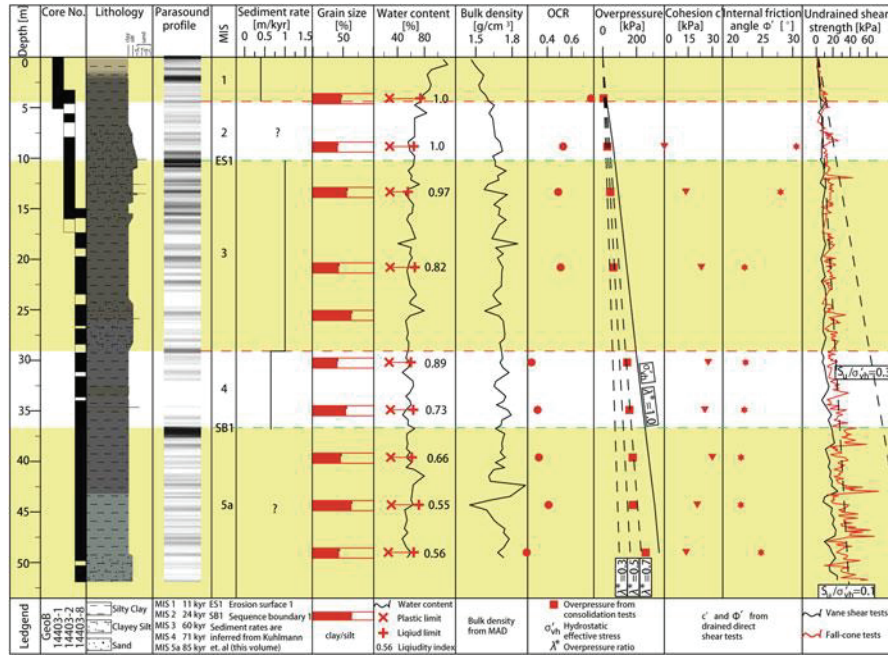 Depth [m]
Core No.
Lithology
clay
silt
sand
Parasound profile
MIS
Sediment rate [m/kyr]
0 0.5 1 1.5
Grain size [%]
50
Water content [%]
40 80
Bulk density [g/cm³]
1.5 1.8
OCR
0.4 0.6
Overpressure [kPa]
0 200
Cohesion c' [kPa]
15 30
Internal friction angle Φ' [°]
25 30
Undrained shear strength [kPa]
0 20 40 60
0
5
10
15
20
25
30
35
40
45
50
1
2
ES1
3
4
SB1
5a
?
?
1.0
1.0
0.97
0.82
0.89
0.73
0.66
0.55
0.56
σ'vh (λ*=1.0)
λ*=0.3
λ*=0.5
λ*=0.7
Su/σ'vh=0.3
Su/σ'vh=0.1
Ledgend
GeoB
14403-1
14403-2
14403-8
Silty Clay
Clayey Silt
Sand
MIS 1 11 kyr ES1 Erosion surface 1
MIS 2 24 kyr SB1 Sequence boundary 1
MIS 3 60 kyr Sediment rates are
MIS 4 71 kyr inferred from Kuhlmann
MIS 5a 85 kyr et. al (this volume)
clay/silt
Water content
Plastic limit
Liqiud limit
0.56 Liquidity index
Bulk density from MAD
Overpressure from consolidation tests
σ'vh Hydrostatic effective stress
λ* Overpressure ratio
c' and Φ' from drained direct shear tests
Vane shear tests
Fall-cone tests